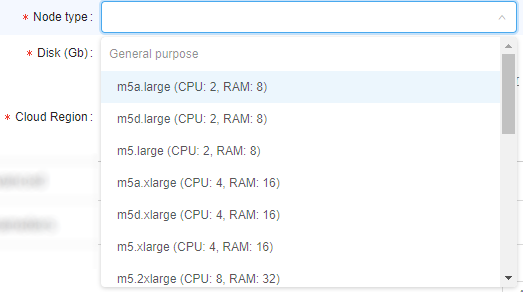 * Node type:
* Disk (Gb):
* Cloud Region:
General purpose
m5a.large (CPU: 2, RAM: 8)
m5d.large (CPU: 2, RAM: 8)
m5.large (CPU: 2, RAM: 8)
m5a.xlarge (CPU: 4, RAM: 16)
m5d.xlarge (CPU: 4, RAM: 16)
m5.xlarge (CPU: 4, RAM: 16)
m5.2xlarge (CPU: 8, RAM: 32)